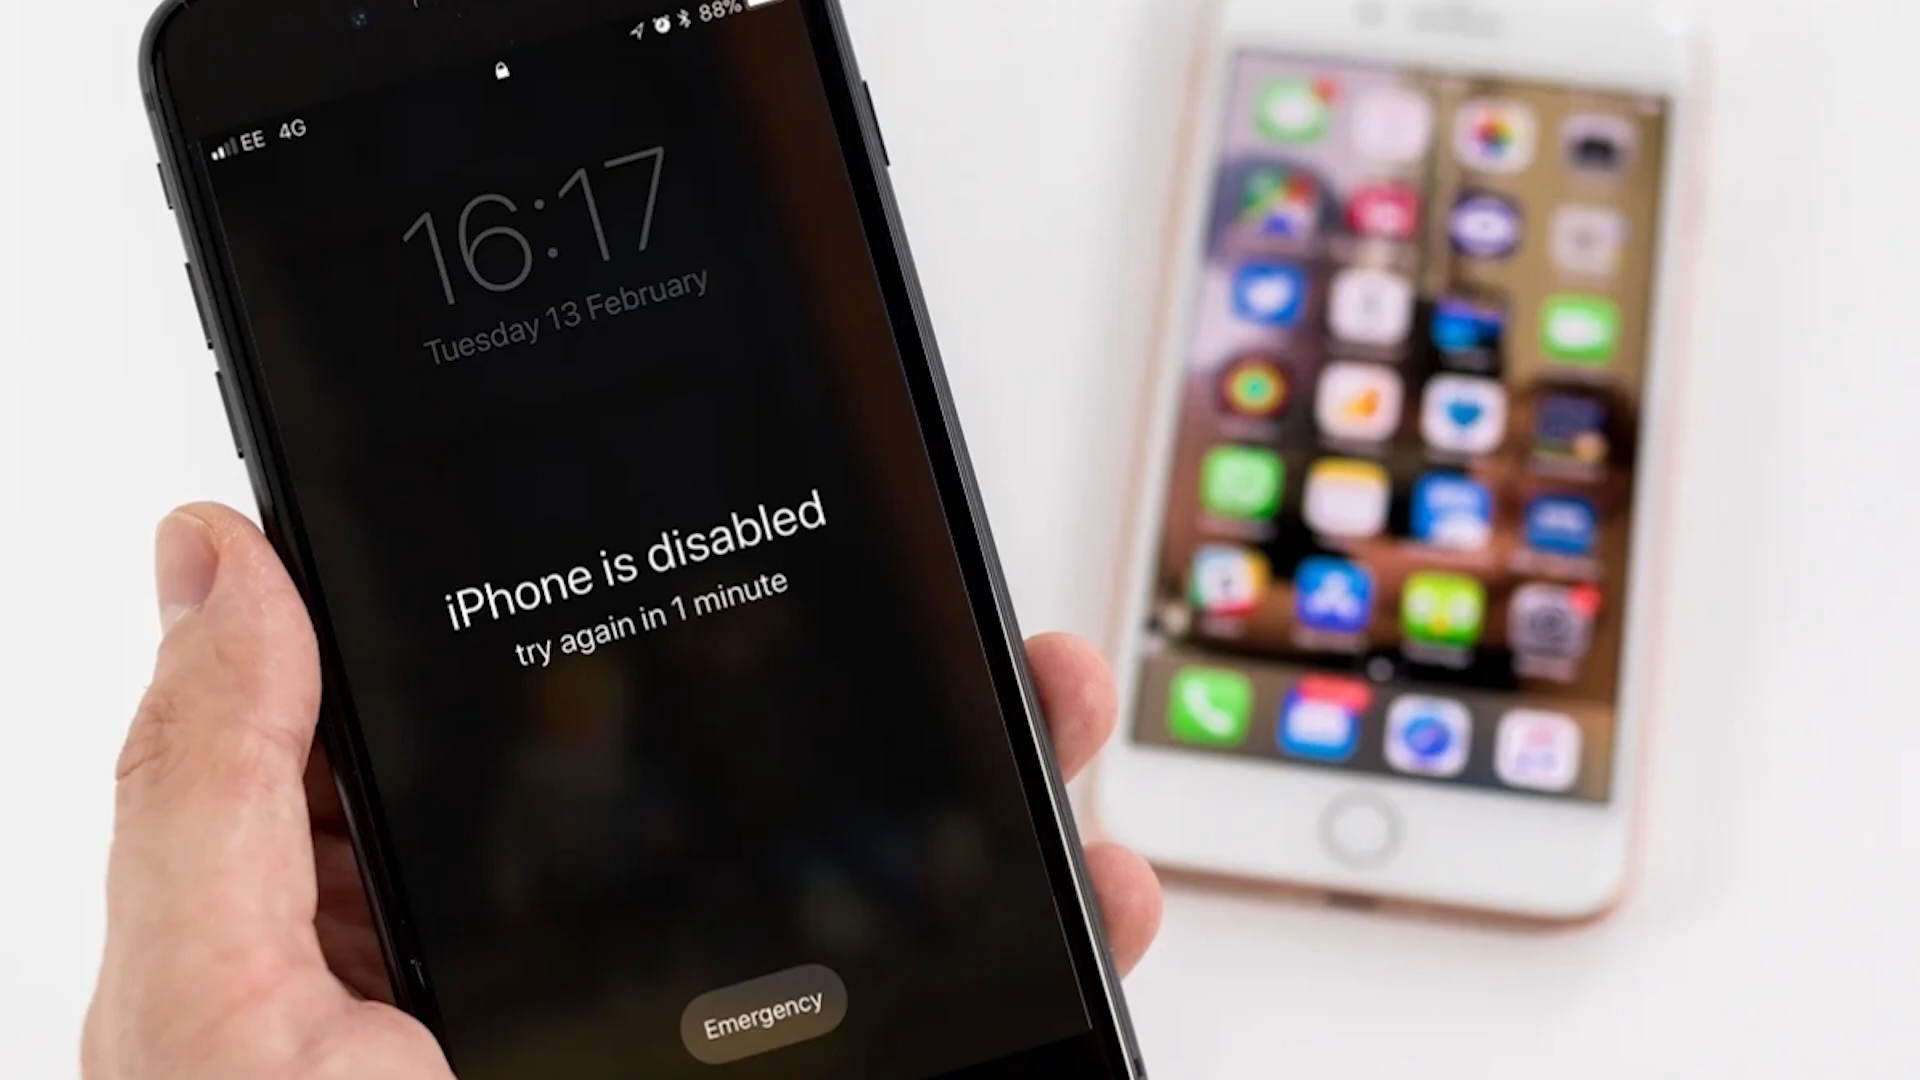 88%
EE 4G
16:17
Tuesday 13 February
iPhone is disabled
try again in 1 minute
Emergency